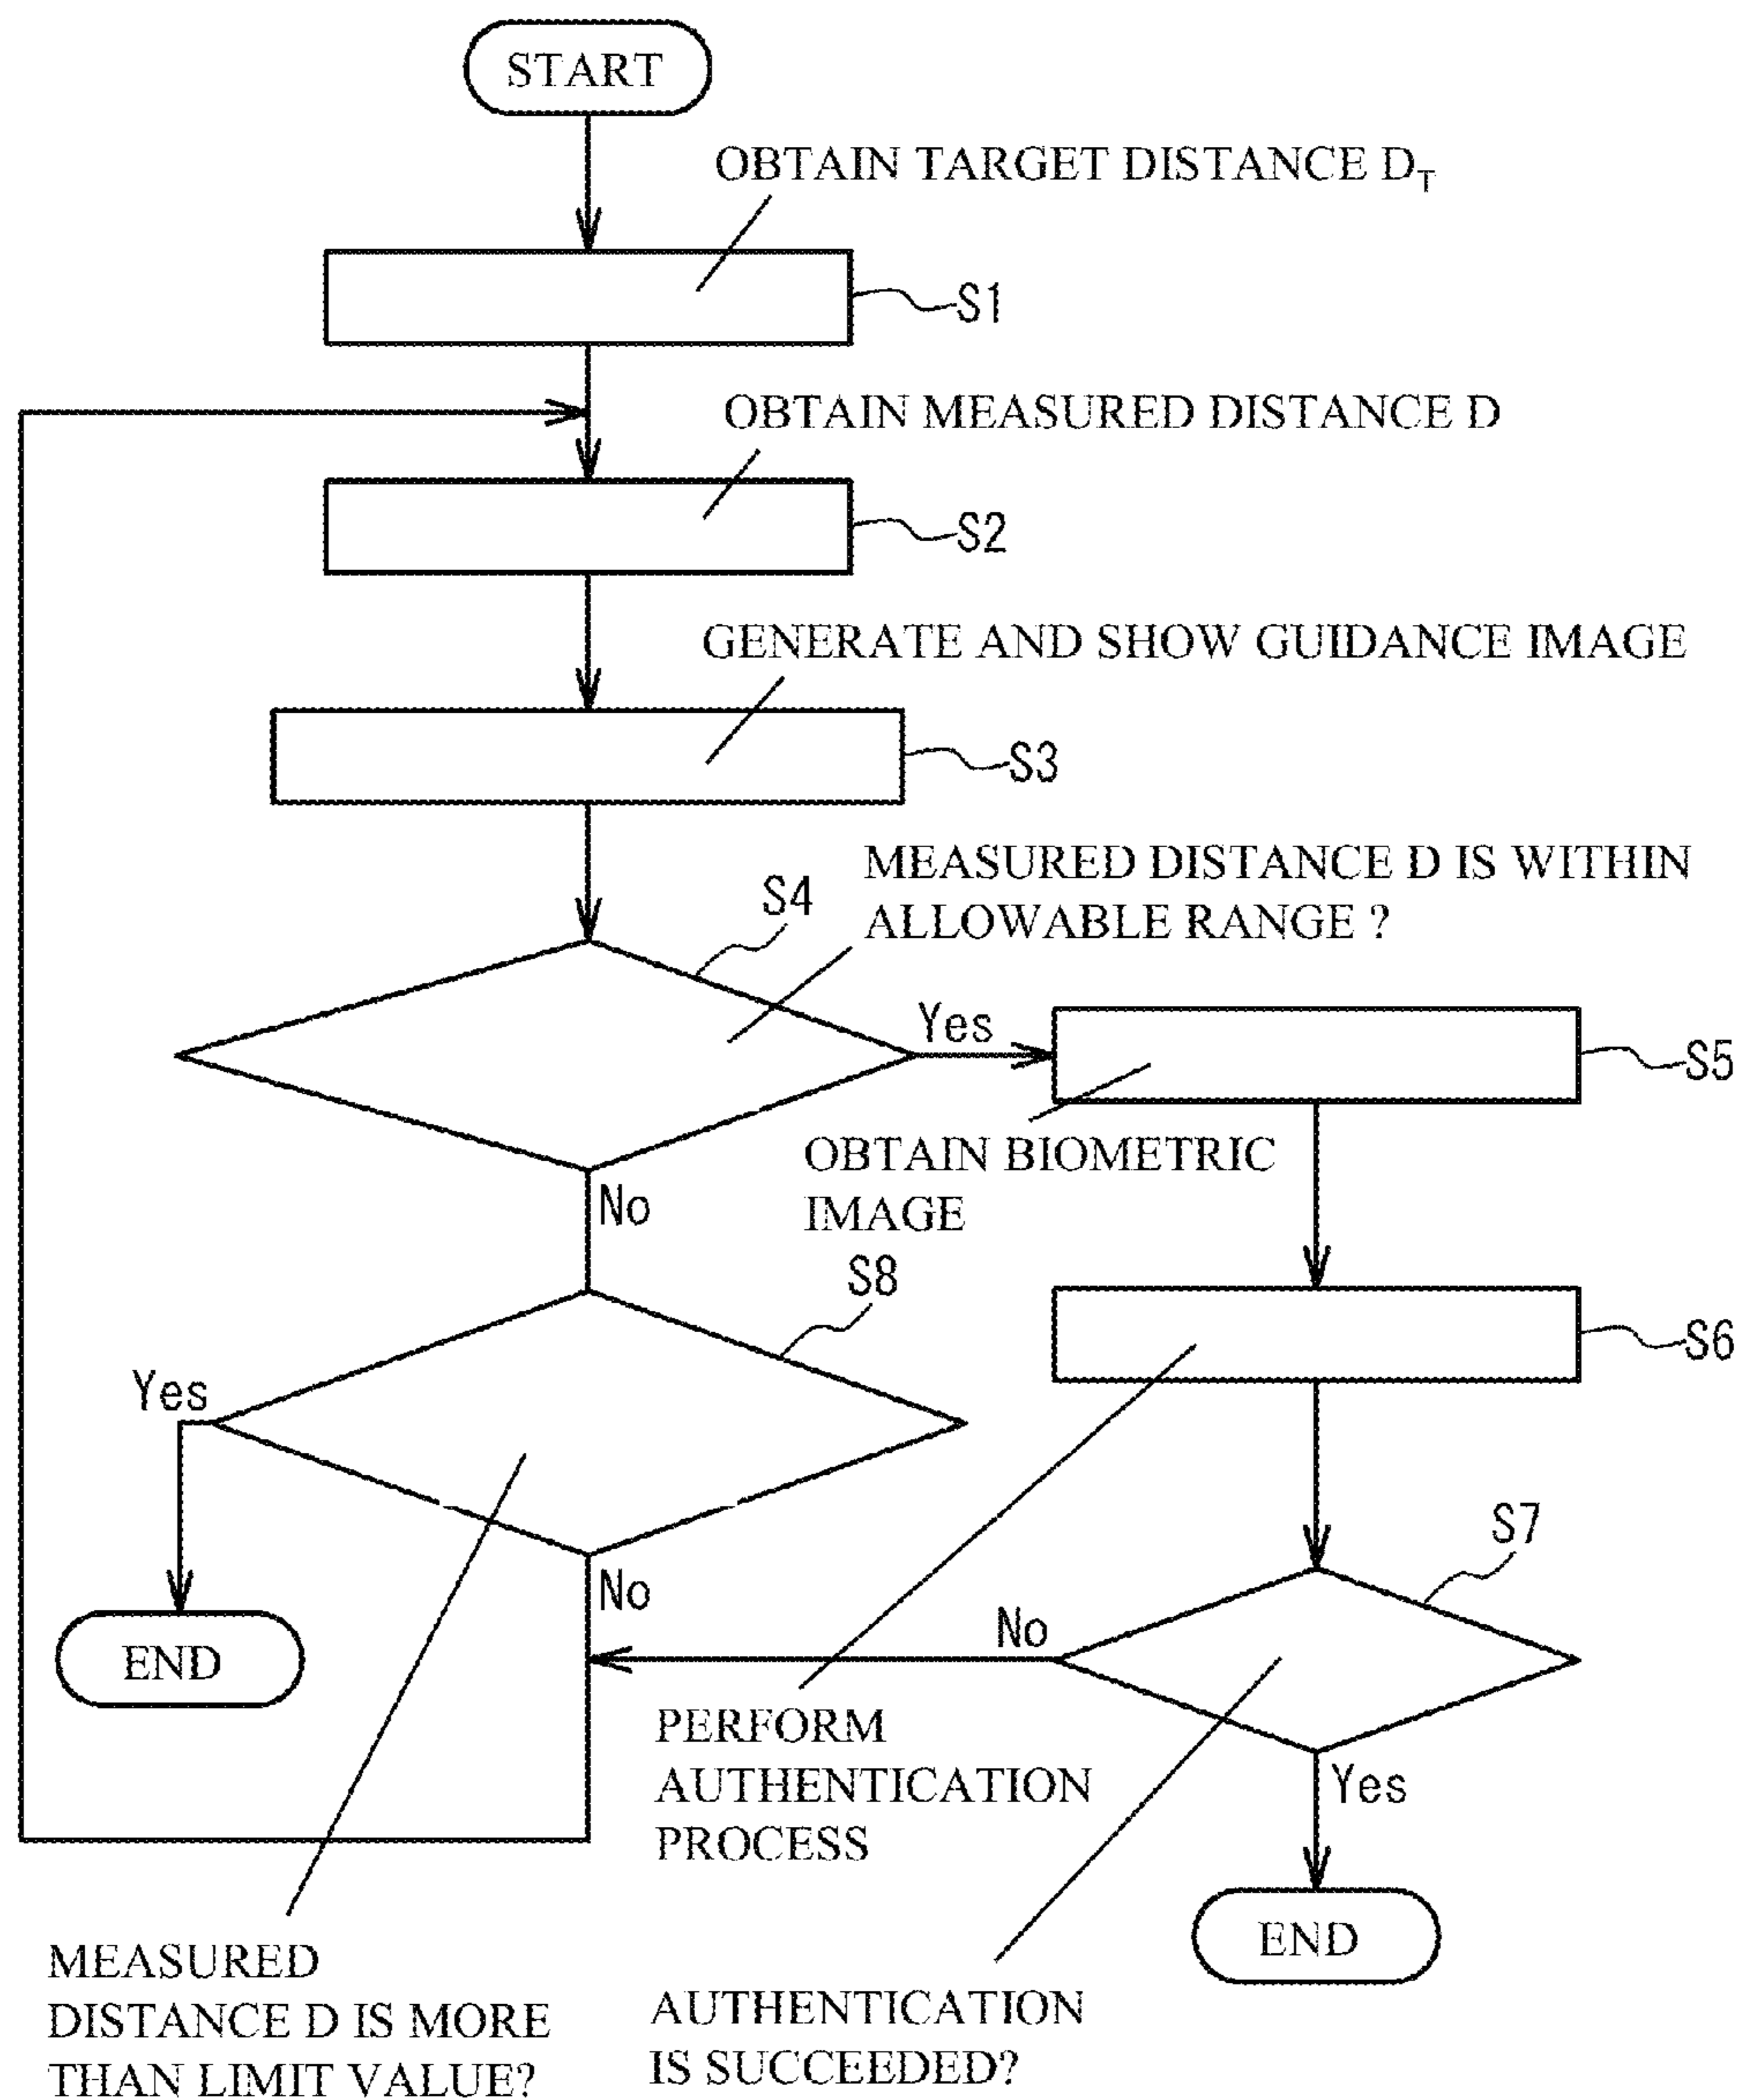 START
OBTAIN TARGET DISTANCE D_T
S1
OBTAIN MEASURED DISTANCE D
S2
GENERATE AND SHOW GUIDANCE IMAGE
S3
MEASURED DISTANCE D IS WITHIN
ALLOWABLE RANGE ?
S4
Yes
S5
OBTAIN BIOMETRIC
IMAGE
No
S8
S6
Yes
S7
No
No
END
PERFORM
AUTHENTICATION
PROCESS
Yes
END
MEASURED
DISTANCE D IS MORE
THAN LIMIT VALUE?
AUTHENTICATION
IS SUCCEEDED?